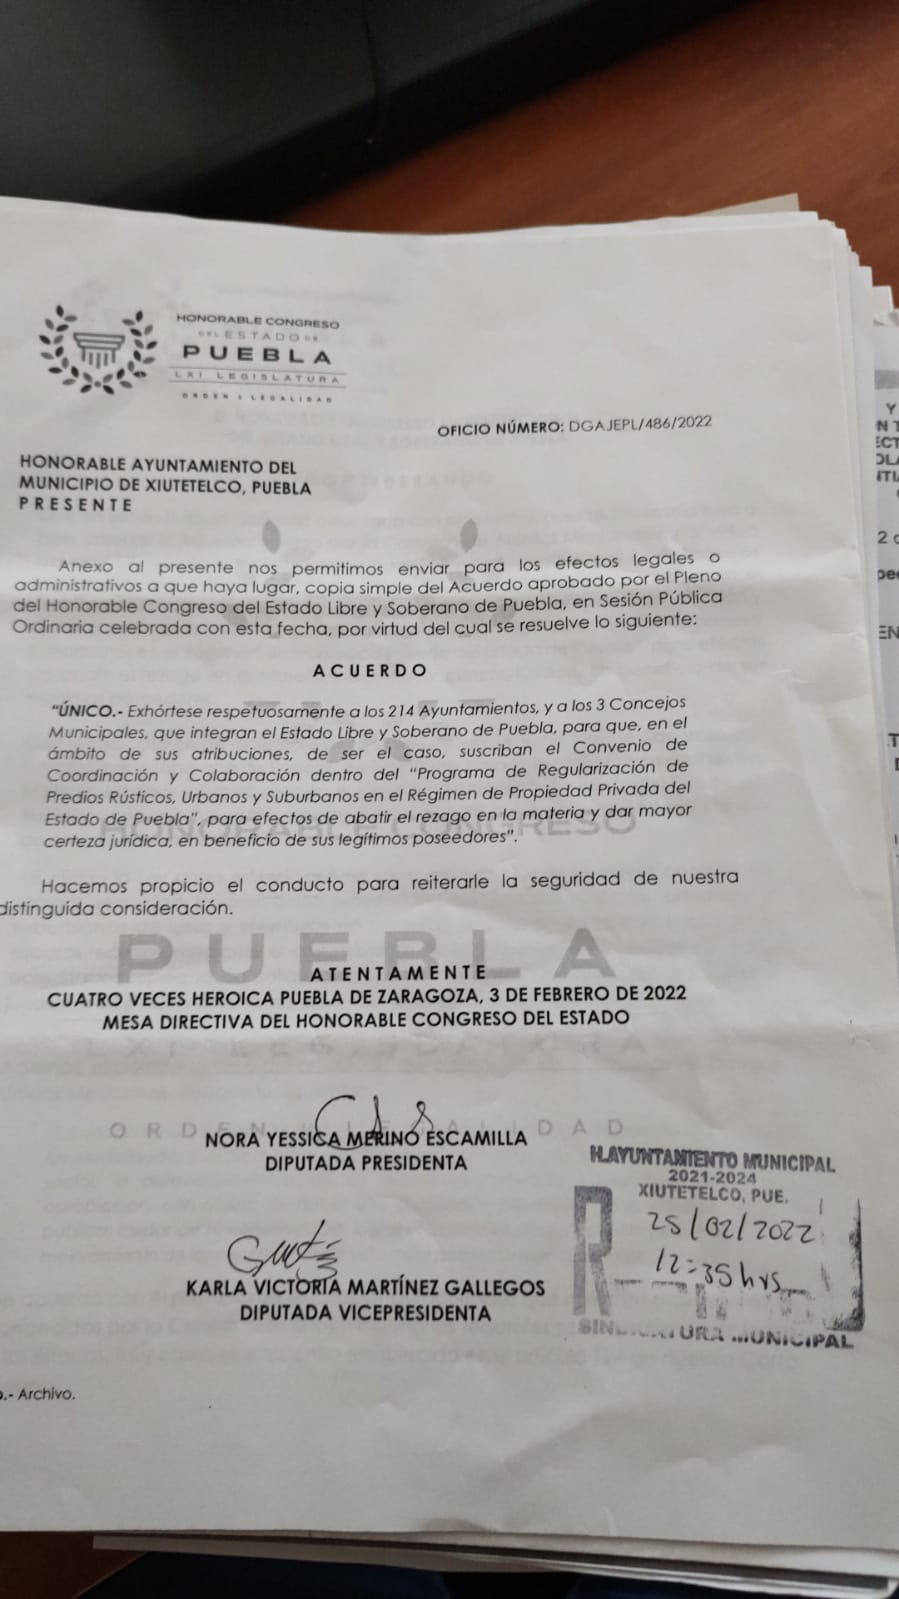 HONORABLE CONGRESO
DEL ESTADO DE
PUEBLA
LXI LEGISLATURA
ORDEN & LEGALIDAD
OFICIO NÚMERO: DGAJEPL/486/2022
HONORABLE AYUNTAMIENTO DEL
MUNICIPIO DE XIUTETELCO, PUEBLA
P R E S E N T E
Anexo al presente nos permitimos enviar para los efectos legales o
administrativos a que haya lugar, copia simple del Acuerdo aprobado por el Pleno
del Honorable Congreso del Estado Libre y Soberano de Puebla, en Sesión Pública
Ordinaria celebrada con esta fecha, por virtud del cual se resuelve lo siguiente:
A C U E R D O
"ÚNICO.- Exhórtese respetuosamente a los 214 Ayuntamientos, y a los 3 Concejos
Municipales, que integran el Estado Libre y Soberano de Puebla, para que, en el
ámbito de sus atribuciones, de ser el caso, suscriban el Convenio de
Coordinación y Colaboración dentro del "Programa de Regularización de
Predios Rústicos, Urbanos y Suburbanos en el Régimen de Propiedad Privada del
Estado de Puebla", para efectos de abatir el rezago en la materia y dar mayor
certeza jurídica, en beneficio de sus legítimos poseedores".
HONORABLE CONGRESO
Hacemos propicio el conducto para reiterarle la seguridad de nuestra
distinguida consideración.
PUEBLA
A T E N T A M E N T E
CUATRO VECES HEROICA PUEBLA DE ZARAGOZA, 3 DE FEBRERO DE 2022
MESA DIRECTIVA DEL HONORABLE CONGRESO DEL ESTADO
LXI LEGISLATURA
NORA YESSICA MERINO ESCAMILLA
DIPUTADA PRESIDENTA
H. AYUNTAMIENTO MUNICIPAL
2021-2024
XIUTETELCO, PUE.
25/02/2022
12:35 hrs
SINDICATURA MUNICIPAL
KARLA VICTORIA MARTÍNEZ GALLEGOS
DIPUTADA VICEPRESIDENTA
.- Archivo.